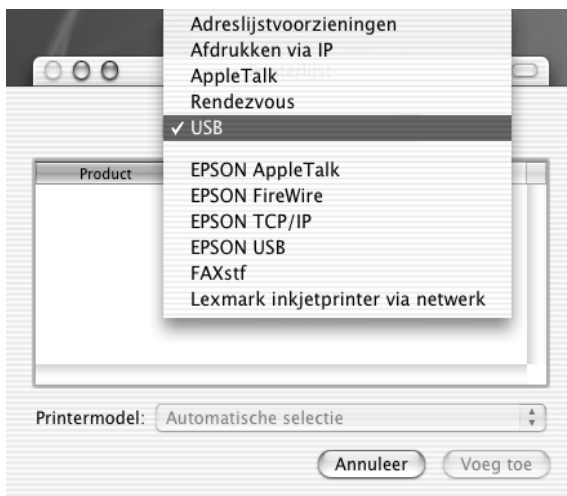 Adreslijstvoorzieningen
Afdrukken via IP
AppleTalk
Rendezvous
✓ USB
EPSON AppleTalk
EPSON FireWire
EPSON TCP/IP
EPSON USB
FAXstf
Lexmark inkjetprinter via netwerk
Product
Printermodel: Automatische selectie
Annuleer Voeg toe